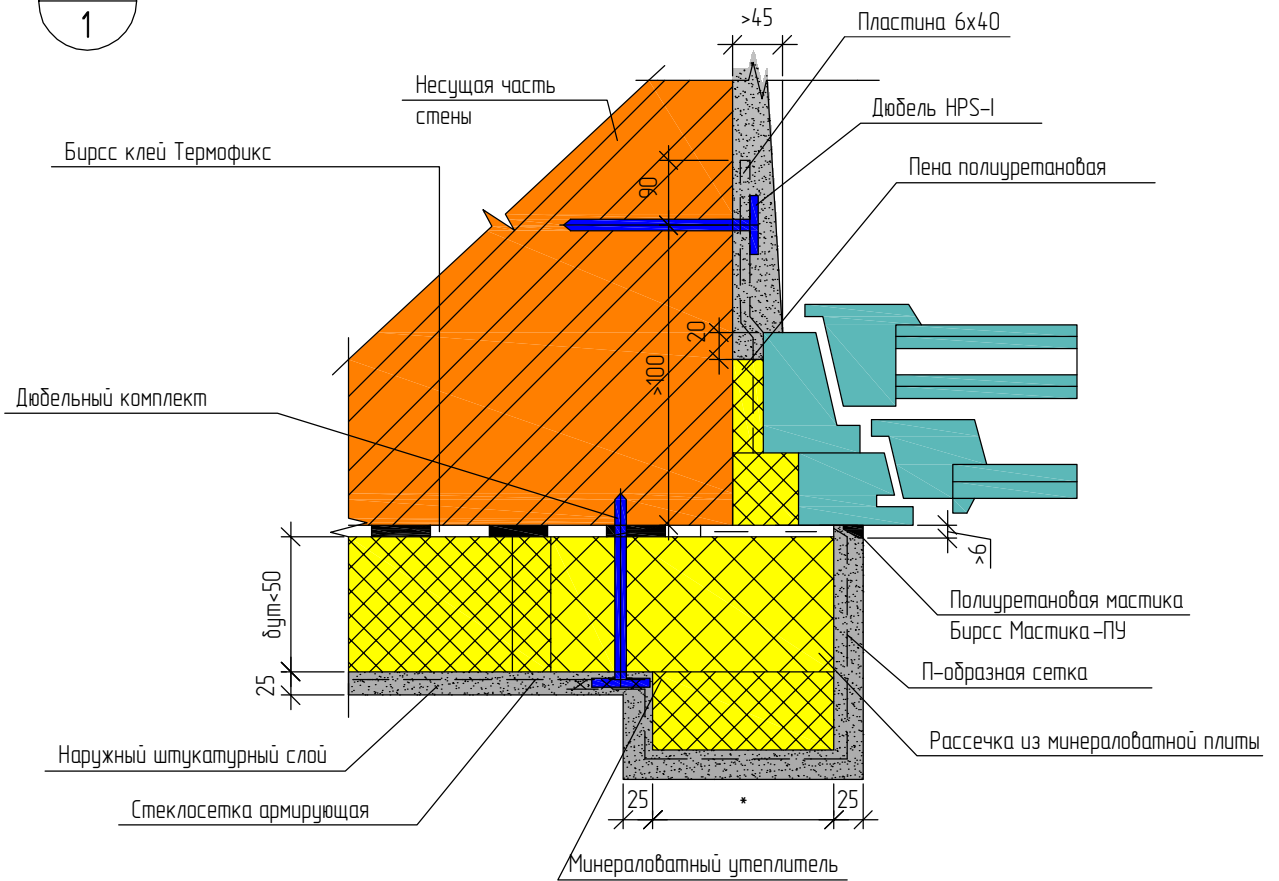 1
>45
Пластина 6х40
Несущая часть
стены
Дюбель HPS-I
Бирсс клей Термофикс
Пена полиуретановая
90
20
>100
Дюбельный комплект
>6
бут<50
Полиуретановая мастика
Бирсс Мастика-ПУ
П-образная сетка
25
Рассечка из минераловатной плиты
Наружный штукатурный слой
Стеклосетка армирующая
25
*
25
Минераловатный утеплитель